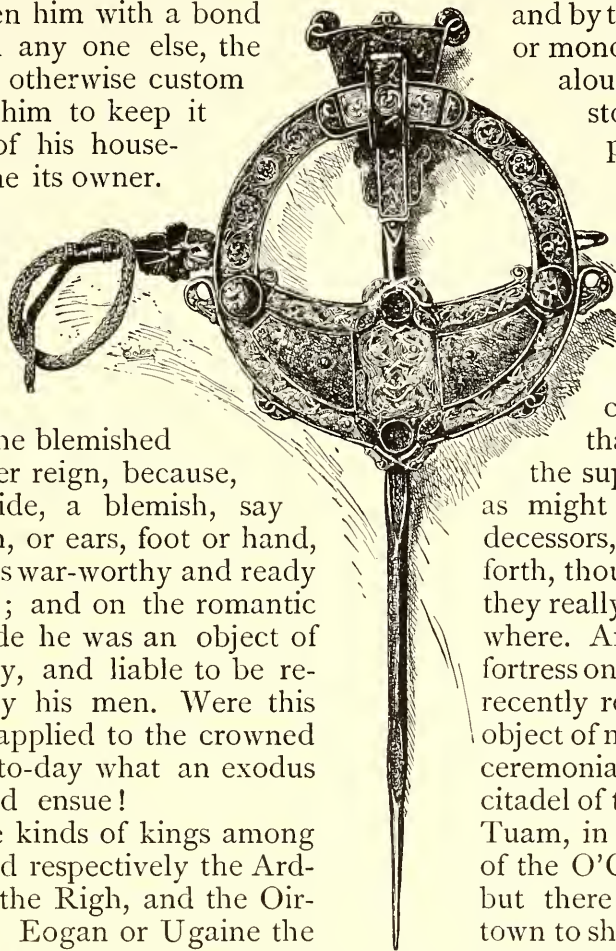 en him with a bond
any one else, the
otherwise custom
him to keep it
of his house-
ne its owner.
ne blemished
er reign, because,
ide, a blemish, say
n, or ears, foot or hand,
s war-worthy and ready
; and on the romantic
de he was an object of
y, and liable to be re-
y his men. Were this
applied to the crowned
to-day what an exodus
d ensue!
e kinds of kings among
d respectively the Ard-
the Righ, and the Oir-
Eogan or Ugaine the
and by t
or mono
alou
sto
p
c
tha
the sup
as might
decessors,
forth, thou
they really
where. A
fortress on
recently re
object of n
ceremonia
citadel of t
Tuam, in
of the O'C
but there
town to sh